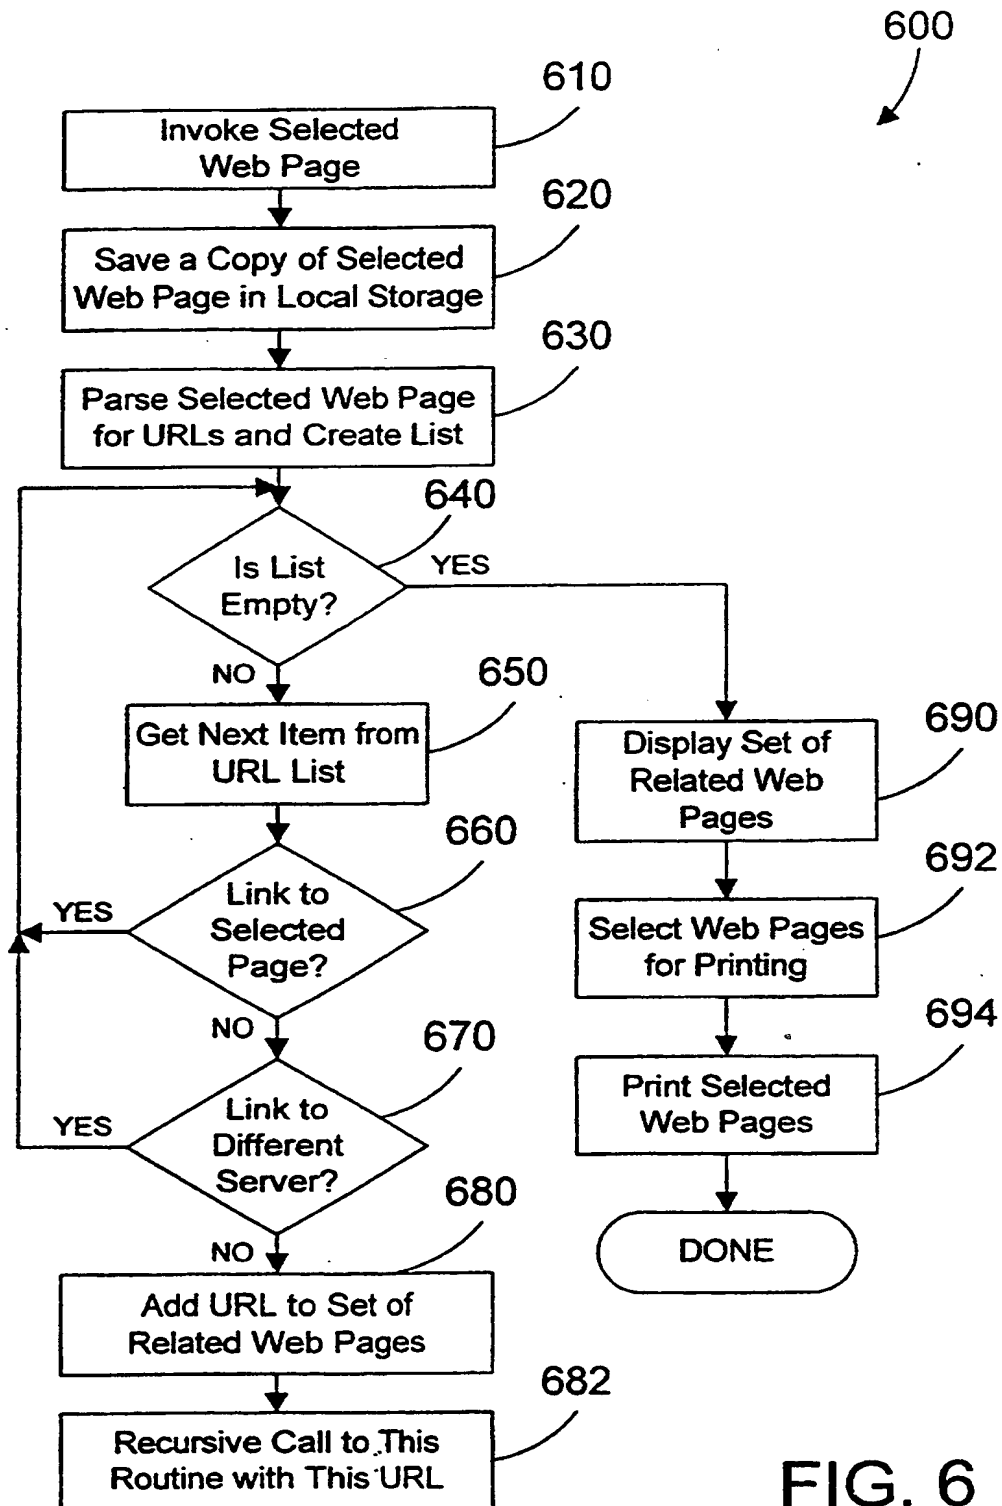 600
610
Invoke Selected
Web Page
620
Save a Copy of Selected
Web Page in Local Storage
630
Parse Selected Web Page
for URLs and Create List
640
Is List
Empty?
YES
NO
650
Get Next Item from
URL List
660
Link to
Selected
Page?
YES
NO
670
Link to
Different
Server?
YES
NO
680
Add URL to Set of
Related Web Pages
682
Recursive Call to This
Routine with This URL
690
Display Set of
Related Web
Pages
692
Select Web Pages
for Printing
694
Print Selected
Web Pages
DONE
FIG. 6